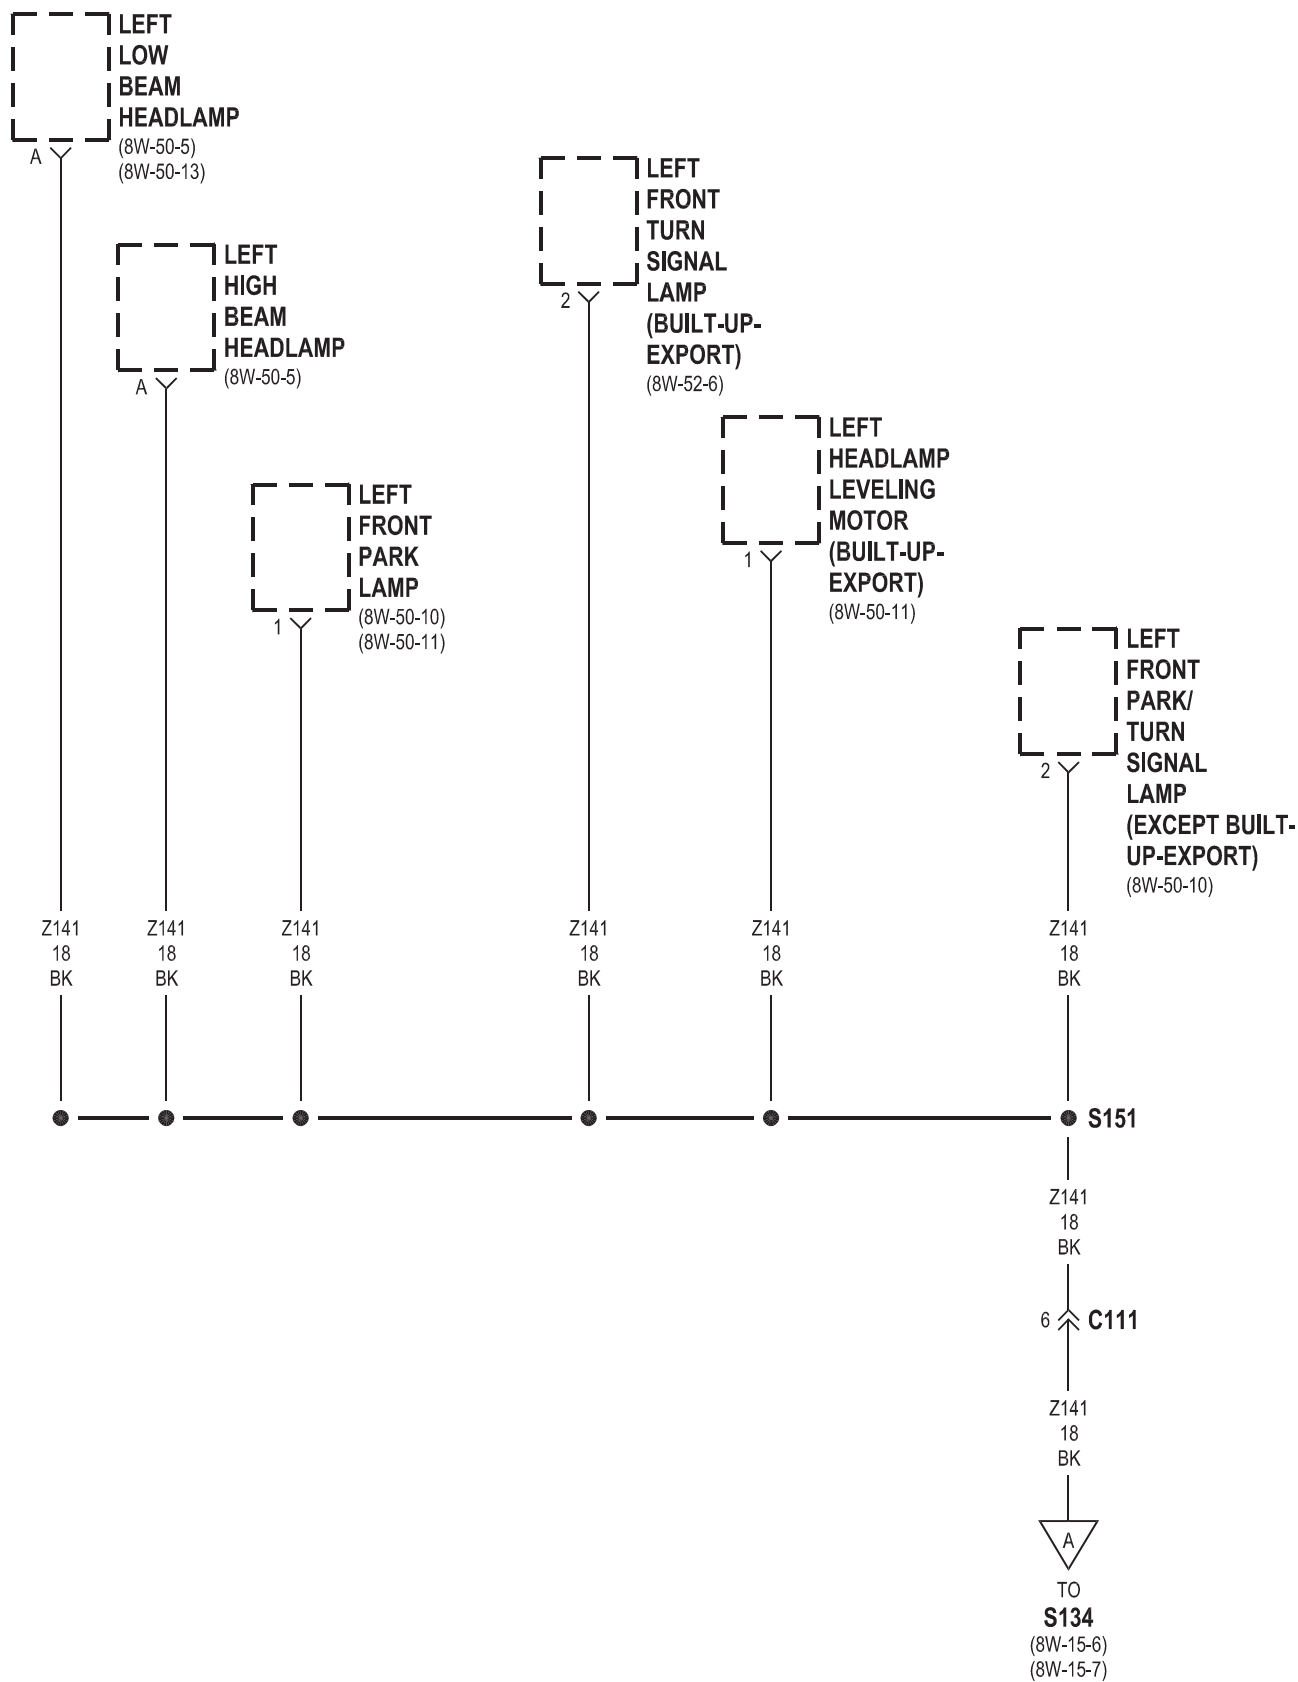 LEFT
LOW
BEAM
HEADLAMP
(8W-50-5)
(8W-50-13)
A
LEFT
HIGH
BEAM
HEADLAMP
(8W-50-5)
A
LEFT
FRONT
PARK
LAMP
(8W-50-10)
(8W-50-11)
1
LEFT
FRONT
TURN
SIGNAL
LAMP
(BUILT-UP-
EXPORT)
(8W-52-6)
2
LEFT
HEADLAMP
LEVELING
MOTOR
(BUILT-UP-
EXPORT)
(8W-50-11)
1
LEFT
FRONT
PARK/
TURN
SIGNAL
LAMP
(EXCEPT BUILT-
UP-EXPORT)
(8W-50-10)
2
Z141
18
BK
Z141
18
BK
Z141
18
BK
Z141
18
BK
Z141
18
BK
Z141
18
BK
S151
Z141
18
BK
6
C111
Z141
18
BK
A
TO
S134
(8W-15-6)
(8W-15-7)